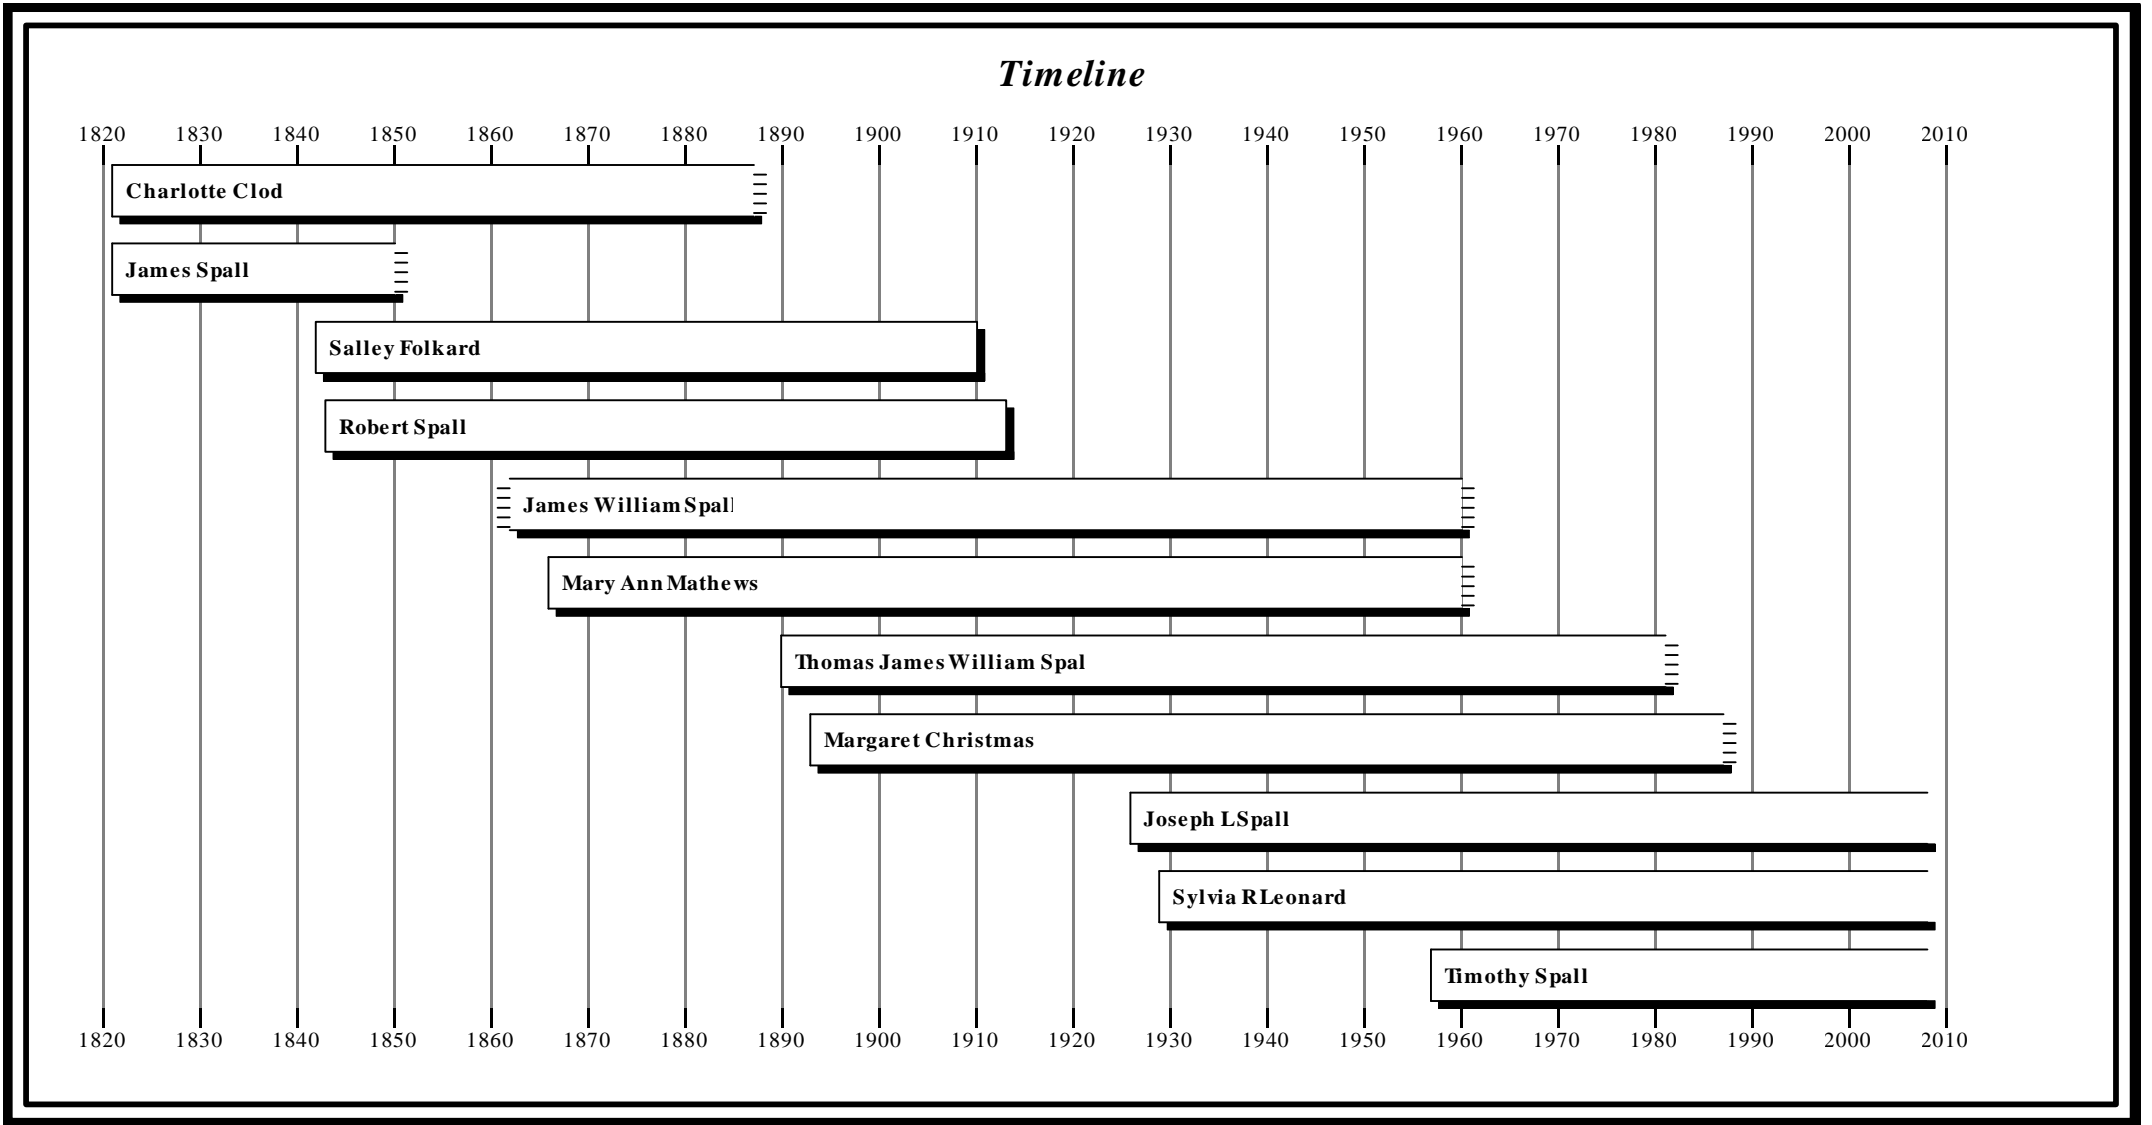 Timeline
1820 1830 1840 1850 1860 1870 1880 1890 1900 1910 1920 1930 1940 1950 1960 1970 1980 1990 2000 2010
Charlotte Clod
James Spall
Salley Folkard
Robert Spall
James William Spall
Mary Ann Mathews
Thomas James William Spal
Margaret Christmas
Joseph L Spall
Sylvia R Leonard
Timothy Spall
1820 1830 1840 1850 1860 1870 1880 1890 1900 1910 1920 1930 1940 1950 1960 1970 1980 1990 2000 2010